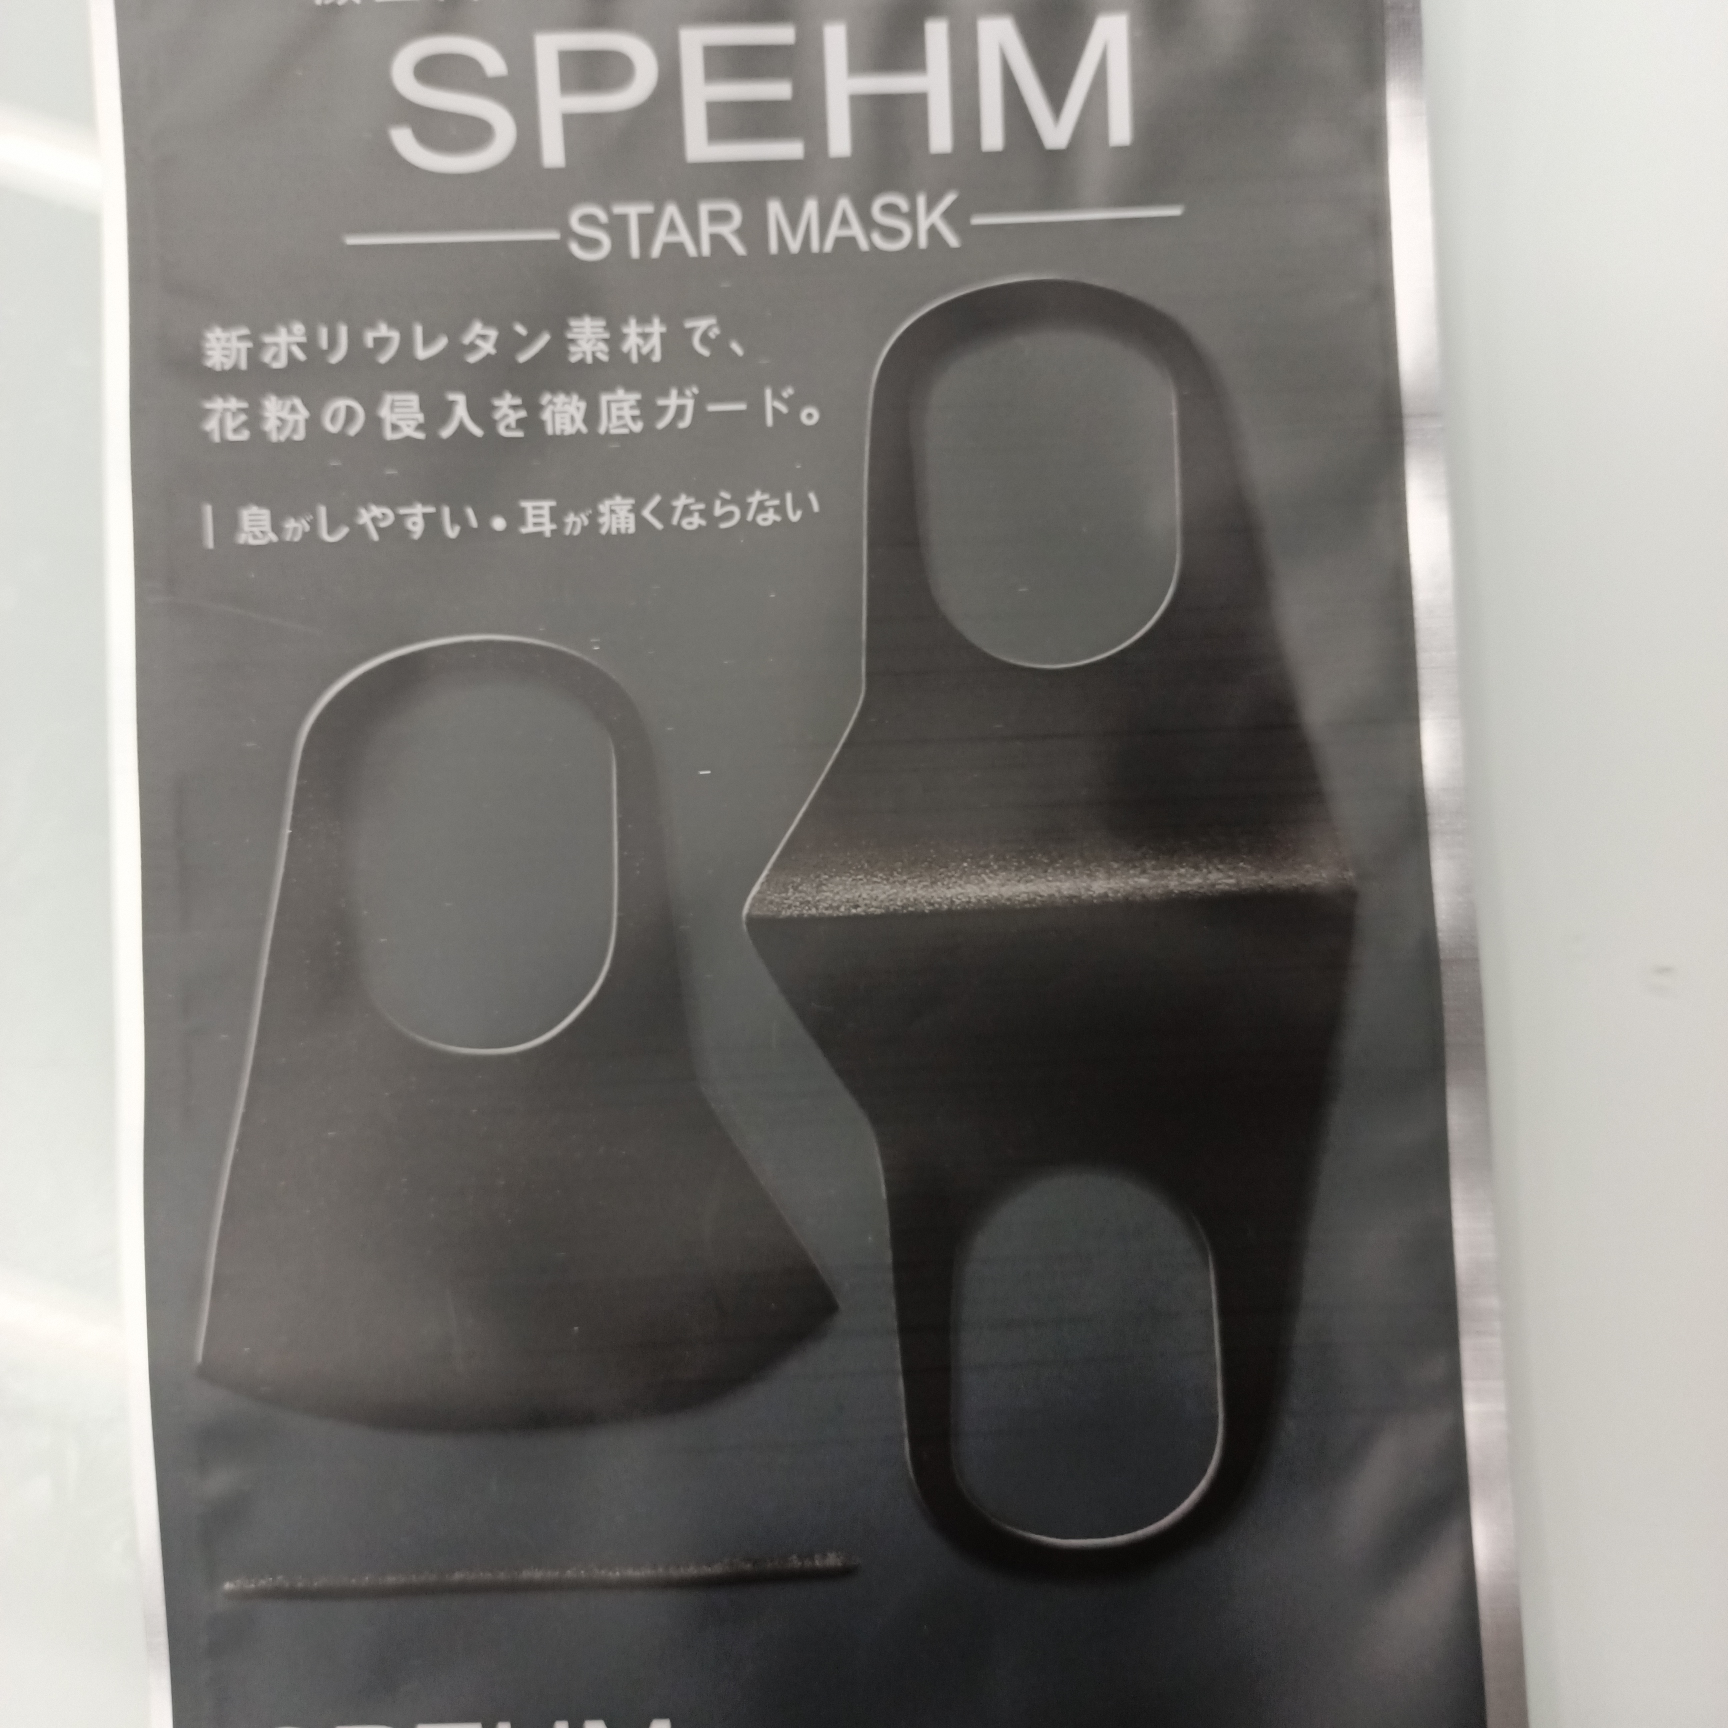 SPEHM
STAR MASK
新ポリウレタン素材で、
花粉の侵入を徹底ガード。
息がしやすい・耳が痛くならない